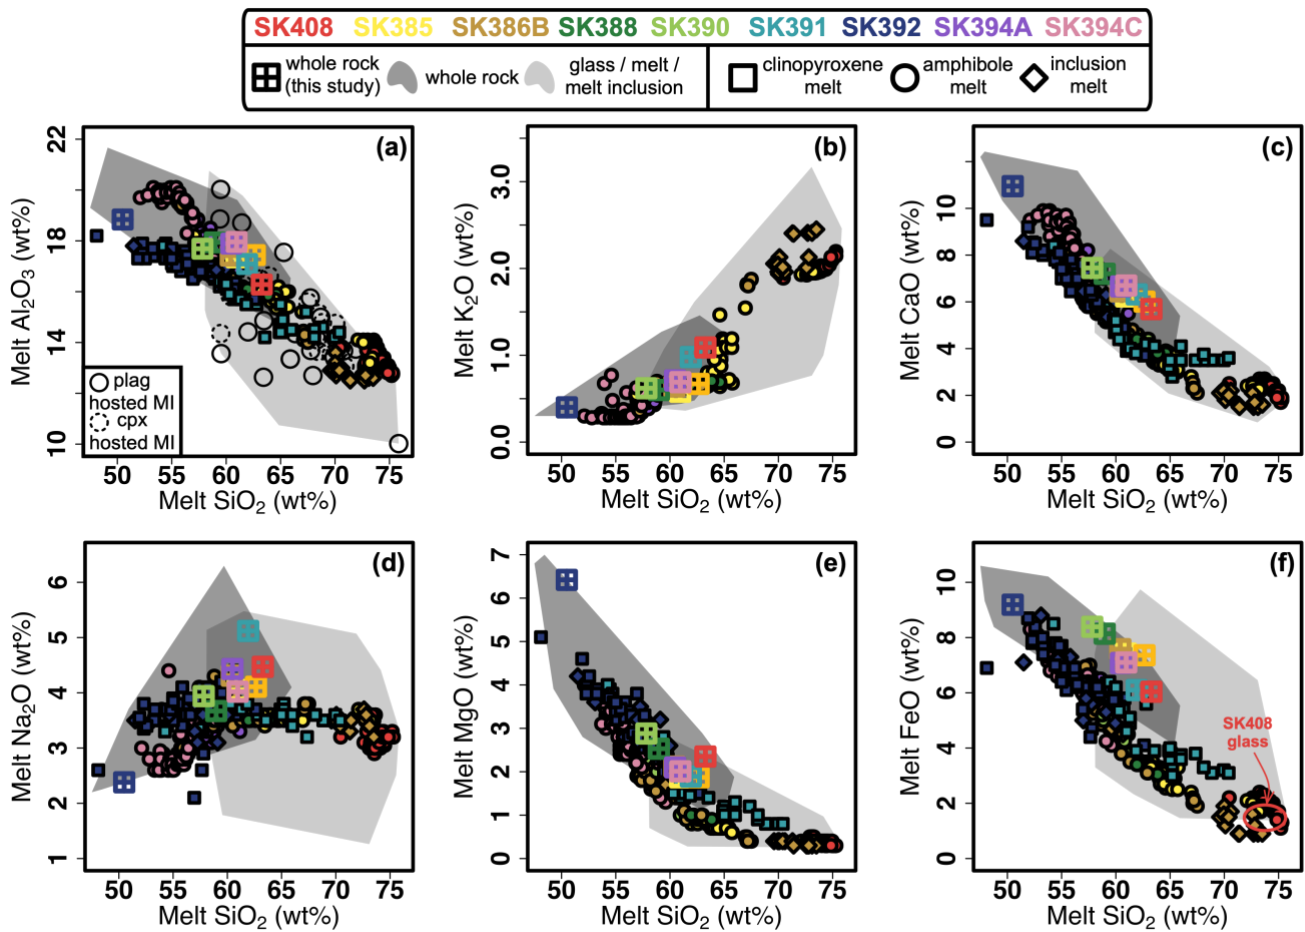 SK408 SK385 SK386B SK388 SK390 SK391 SK392 SK394A SK394C
whole rock (this study)
whole rock
glass / melt / melt inclusion
clinopyroxene melt
amphibole melt
inclusion melt
(a)
Melt Al₂O₃ (wt%)
22
18
14
10
plag
hosted MI
cpx
hosted MI
50 55 60 65 70 75
Melt SiO₂ (wt%)
(b)
Melt K₂O (wt%)
3.0
2.0
1.0
0.0
50 55 60 65 70 75
Melt SiO₂ (wt%)
(c)
Melt CaO (wt%)
10
8
6
4
2
0
50 55 60 65 70 75
Melt SiO₂ (wt%)
(d)
Melt Na₂O (wt%)
6
5
4
3
2
1
50 55 60 65 70 75
Melt SiO₂ (wt%)
(e)
Melt MgO (wt%)
7
6
5
4
3
2
1
0
50 55 60 65 70 75
Melt SiO₂ (wt%)
(f)
Melt FeO (wt%)
10
8
6
4
2
0
SK408
glass
50 55 60 65 70 75
Melt SiO₂ (wt%)